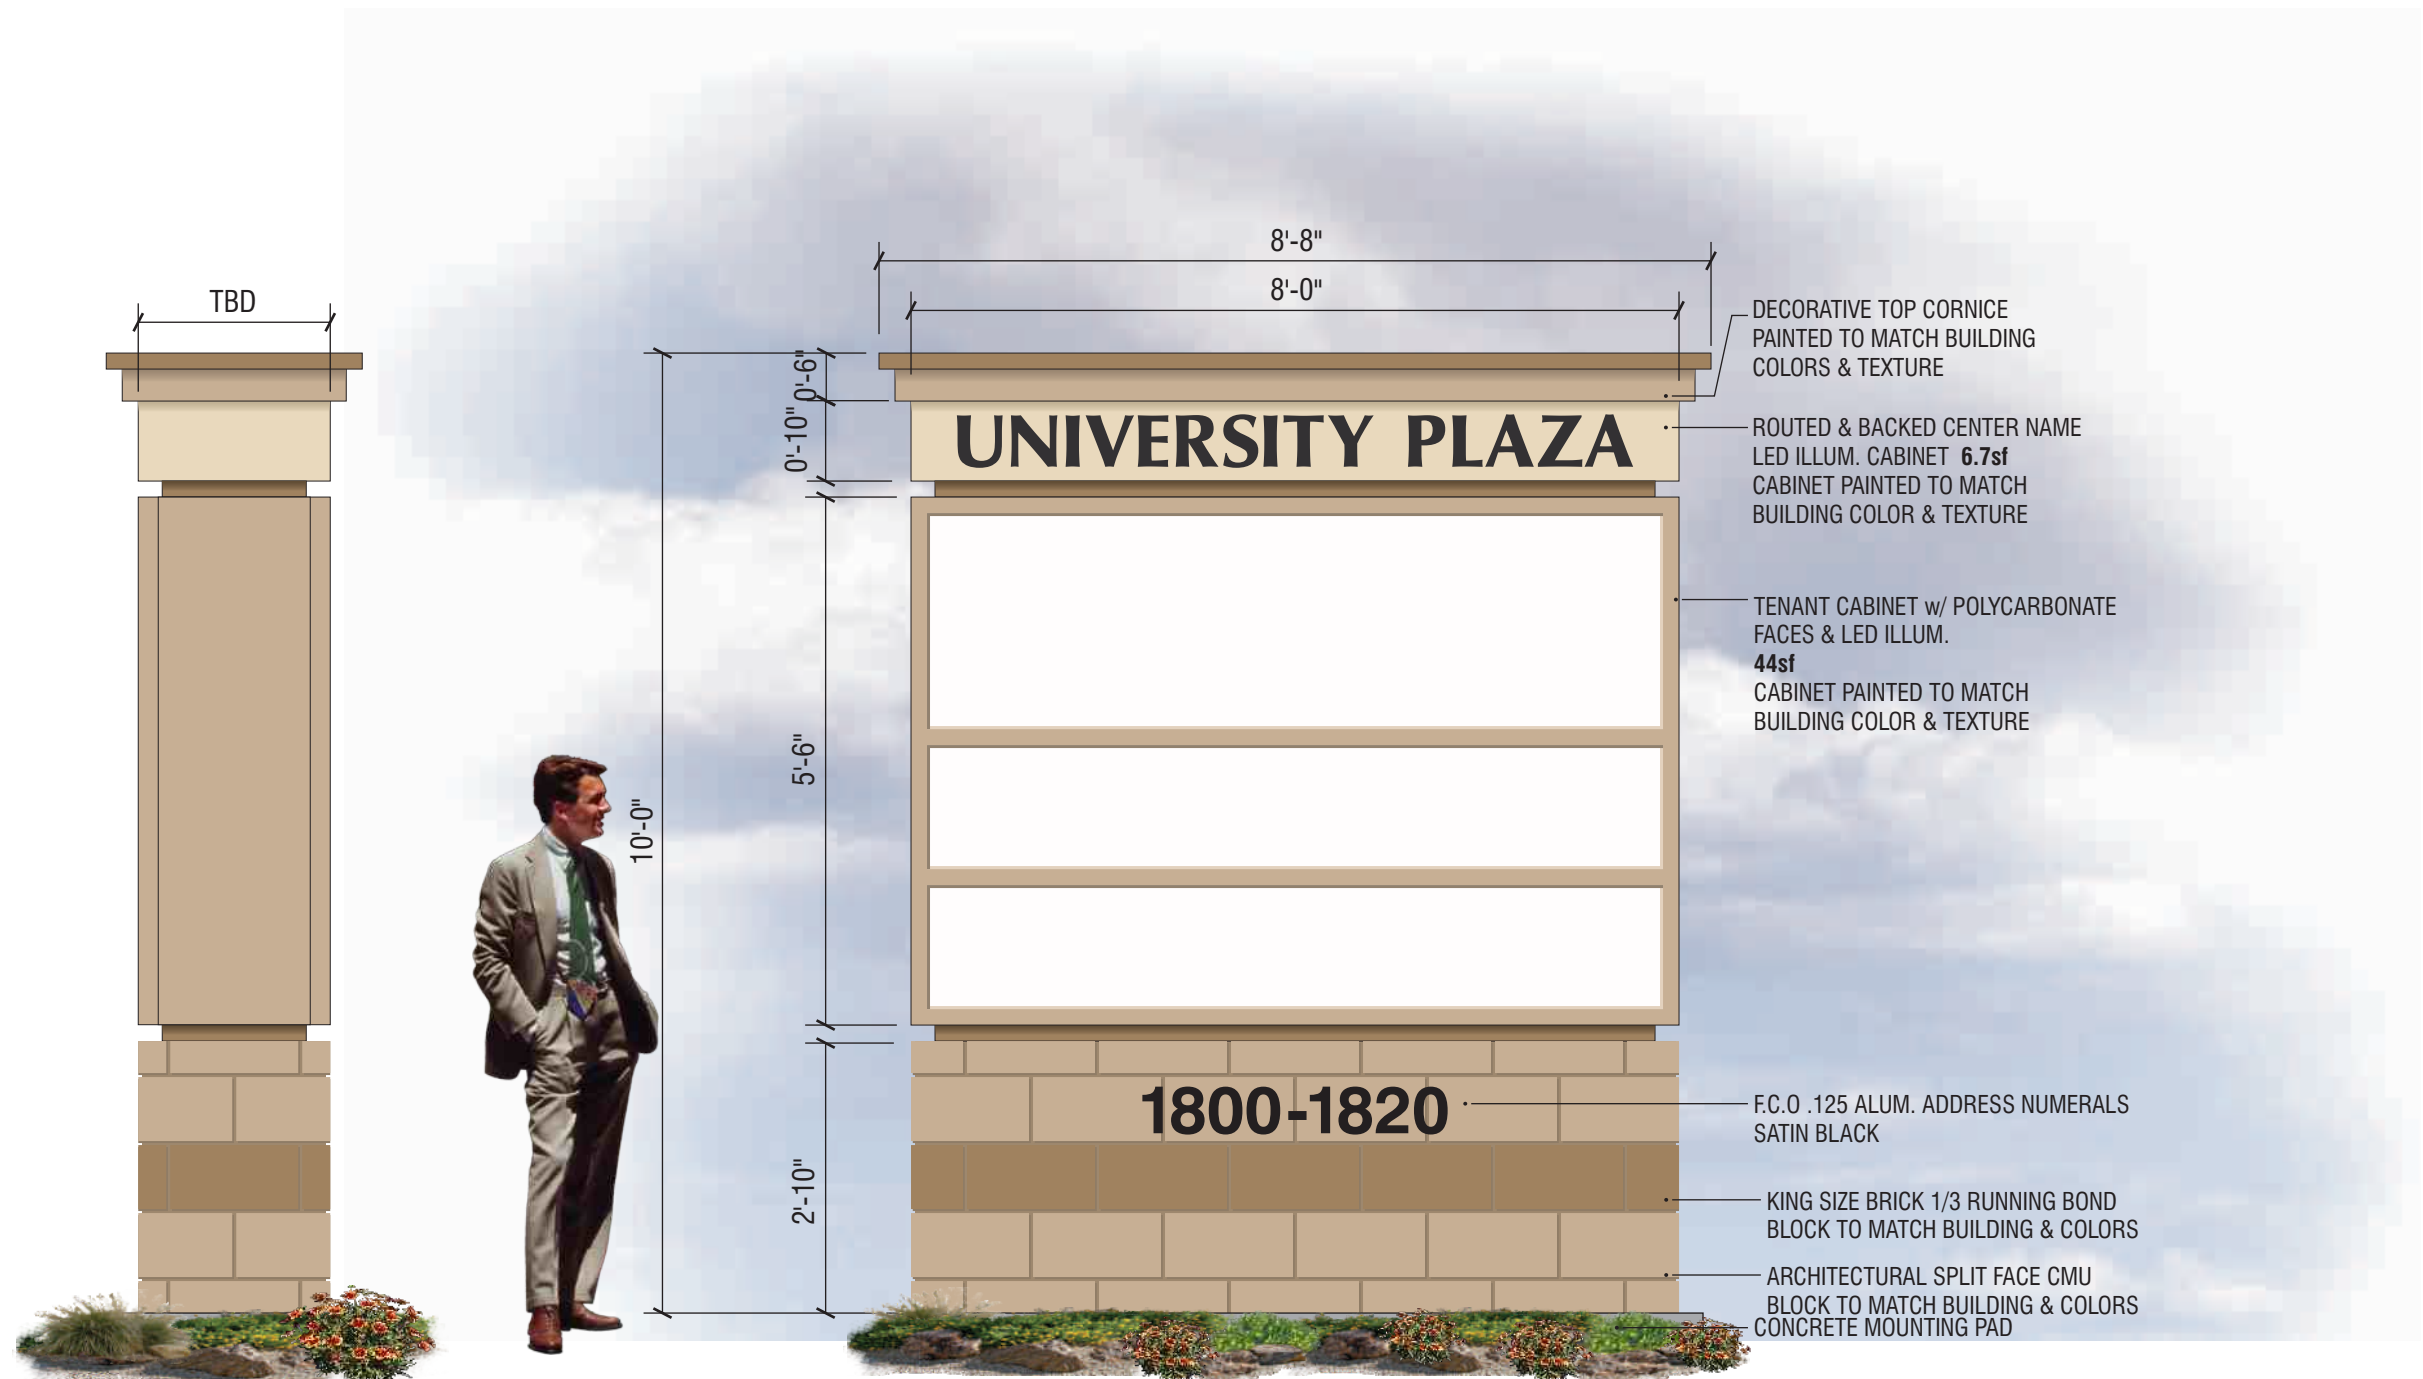 TBD
8'-8"
8'-0"
0'-6"
0'-10"
5'-6"
10'-0"
2'-10"
UNIVERSITY PLAZA
1800-1820
DECORATIVE TOP CORNICE
PAINTED TO MATCH BUILDING
COLORS & TEXTURE
ROUTED & BACKED CENTER NAME
LED ILLUM. CABINET 6.7sf
CABINET PAINTED TO MATCH
BUILDING COLOR & TEXTURE
TENANT CABINET w/ POLYCARBONATE
FACES & LED ILLUM.
44sf
CABINET PAINTED TO MATCH
BUILDING COLOR & TEXTURE
F.C.O .125 ALUM. ADDRESS NUMERALS
SATIN BLACK
KING SIZE BRICK 1/3 RUNNING BOND
BLOCK TO MATCH BUILDING & COLORS
ARCHITECTURAL SPLIT FACE CMU
BLOCK TO MATCH BUILDING & COLORS
CONCRETE MOUNTING PAD